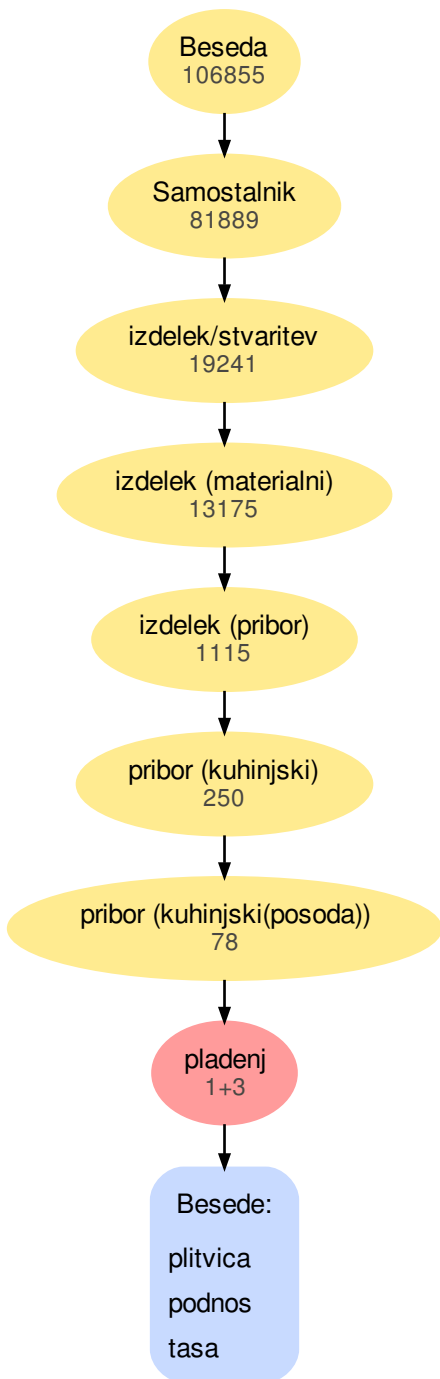 Beseda
106855
Samostalnik
81889
izdelek/stvaritev
19241
izdelek (materialni)
13175
izdelek (pribor)
1115
pribor (kuhinjski)
250
pribor (kuhinjski(posoda))
78
pladenj
1+3
Besede:
plitvica
podnos
tasa